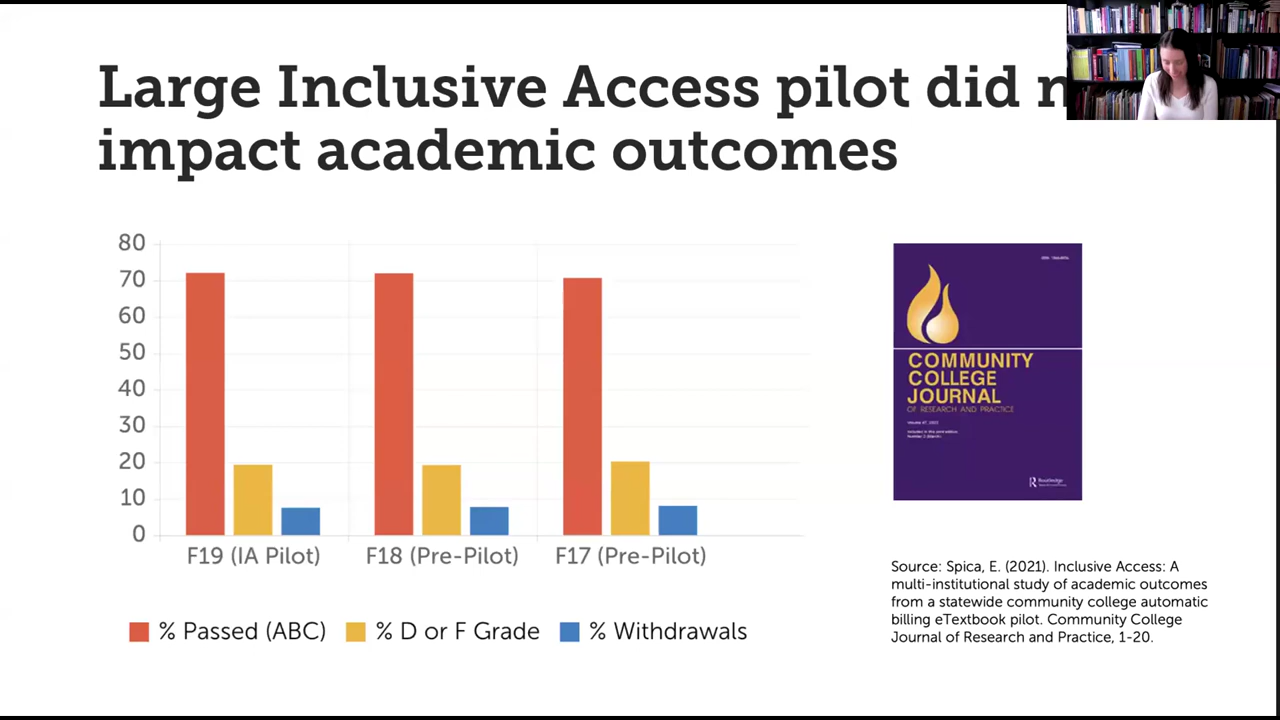 Large Inclusive Access pilot did
impact academic outcomes
80
70
60
50
40
30
20
10
0
F19 (IA Pilot)
F18 (Pre-Pilot)
F17 (Pre-Pilot)
% Passed (ABC)
% D or F Grade
% Withdrawals
COMMUNITY
COLLEGE
JOURNAL
OF RESEARCH AND PRACTICE
Routledge
Source: Spica, E. (2021). Inclusive Access: A
multi-institutional study of academic outcomes
from a statewide community college automatic
billing eTextbook pilot. Community College
Journal of Research and Practice, 1-20.